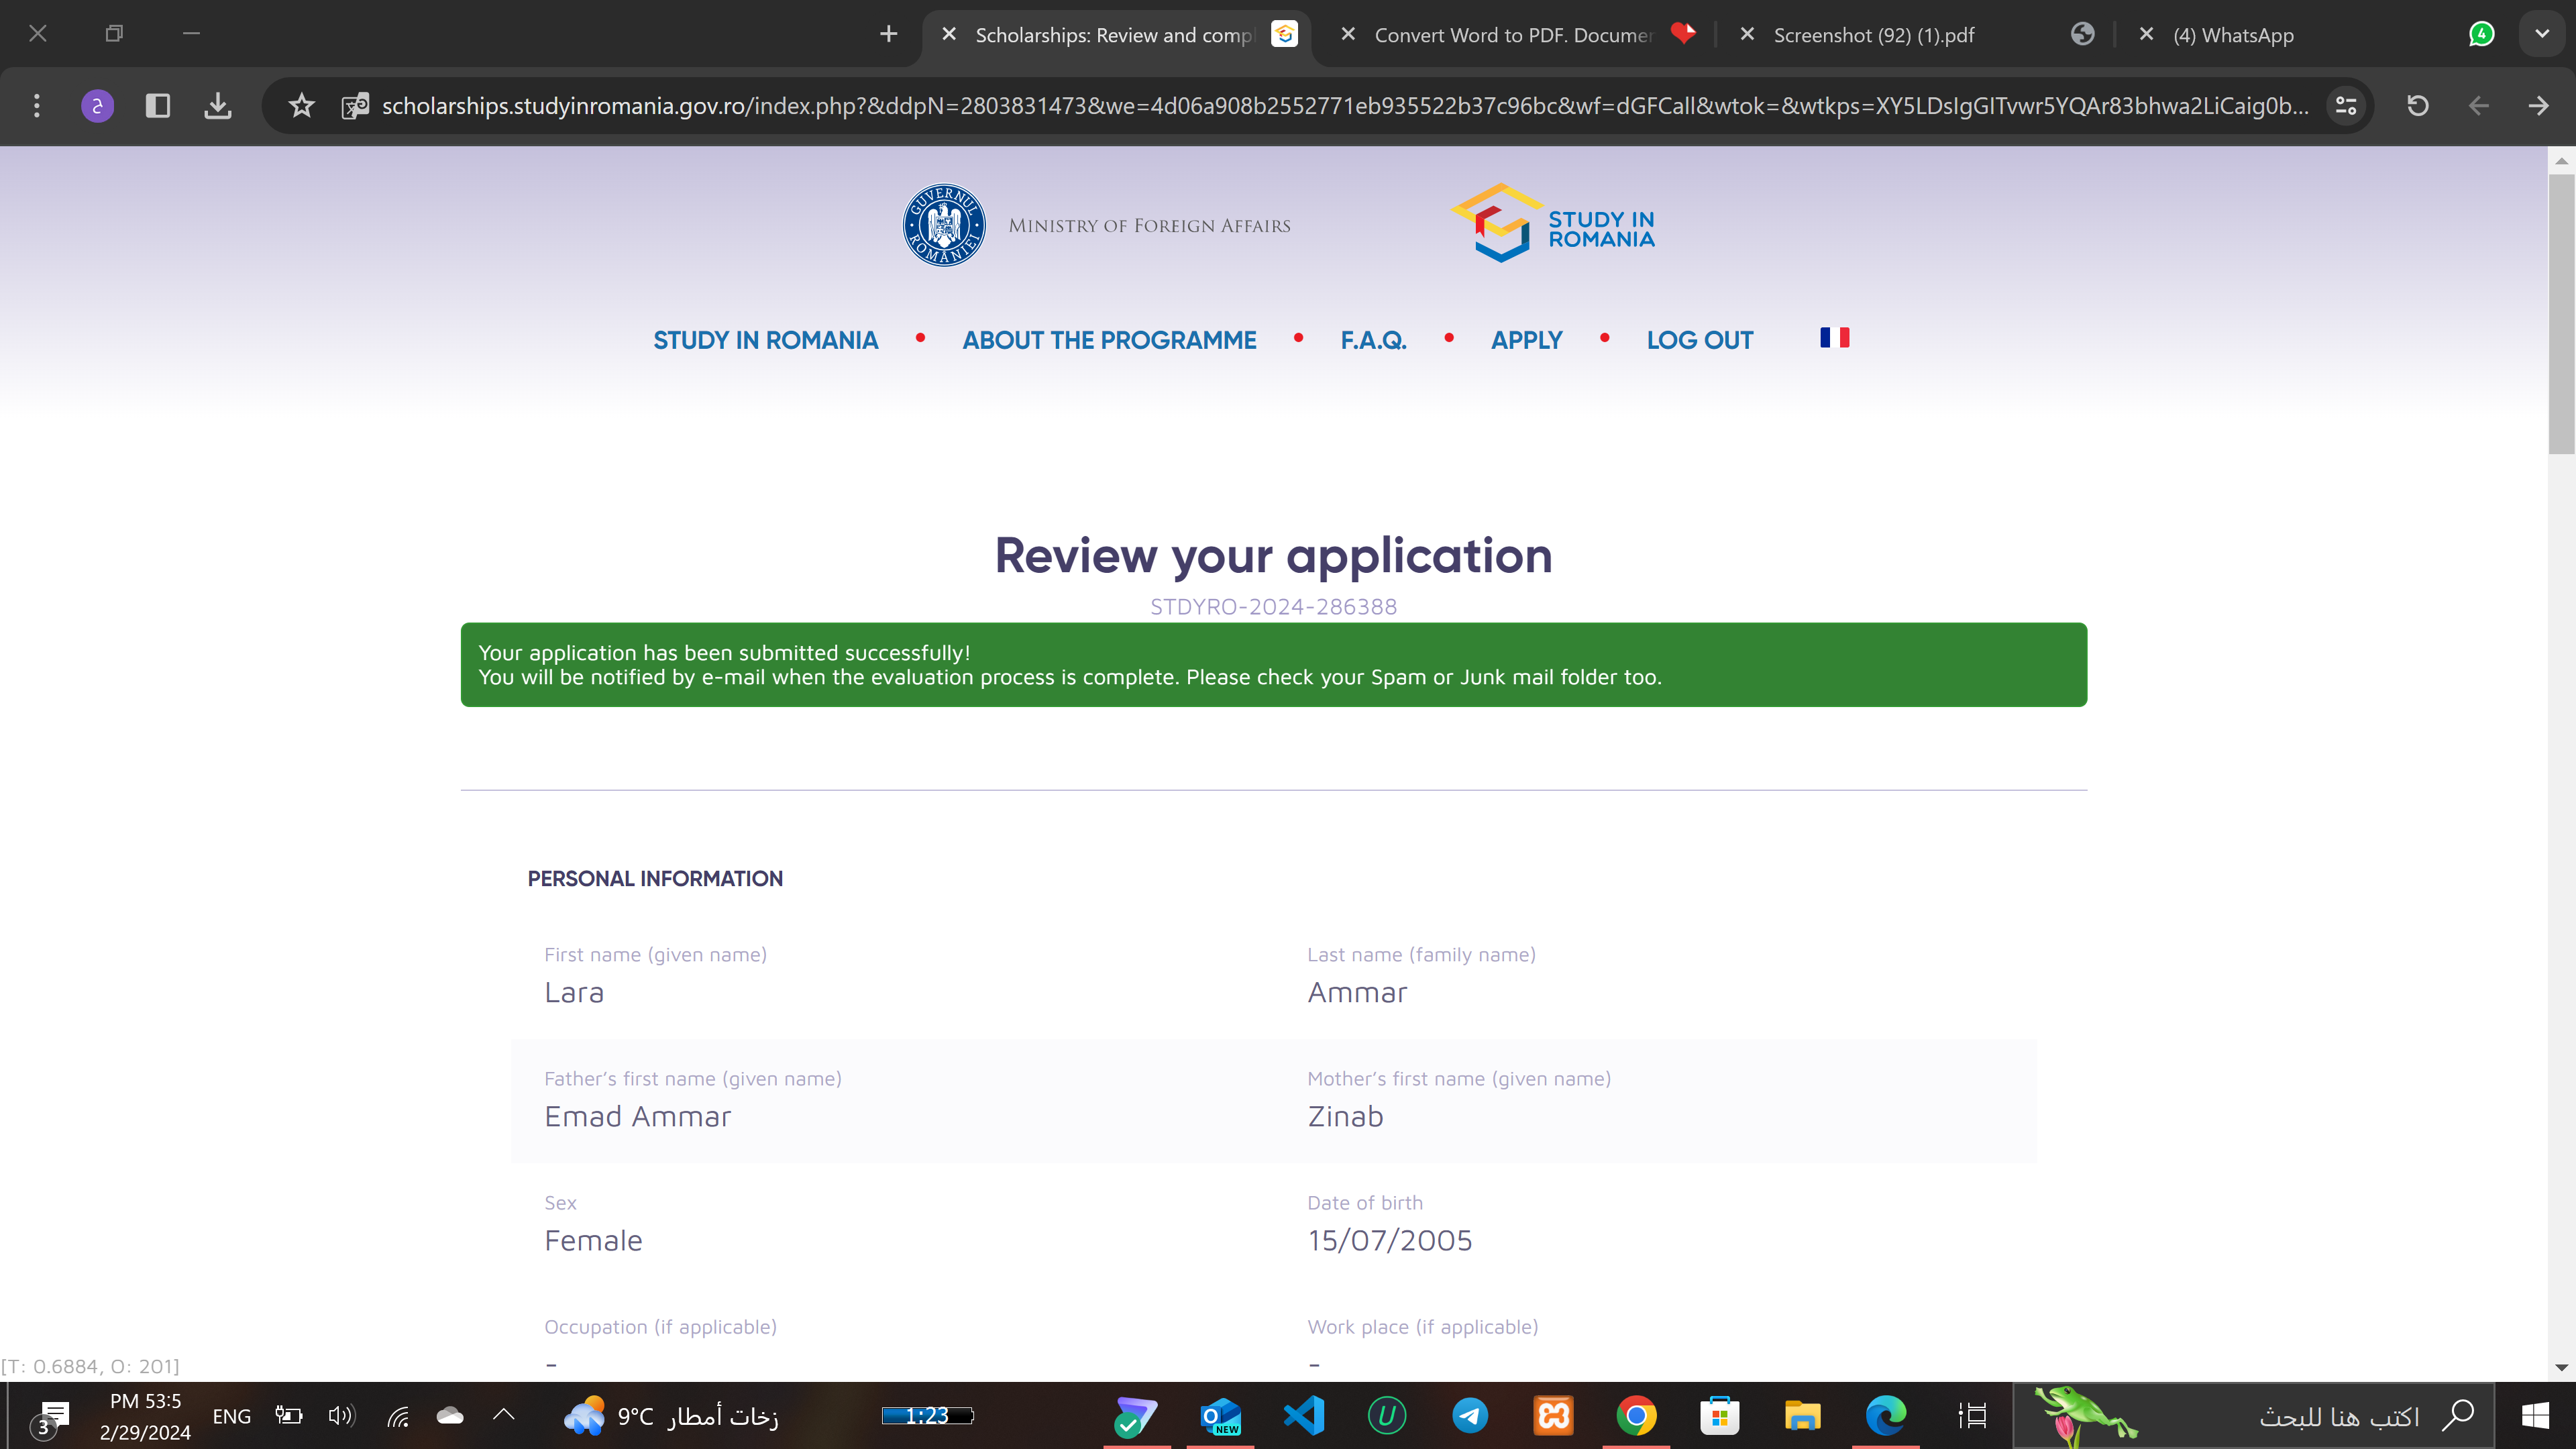 Scholarships: Review and comp
Convert Word to PDF. Documen
Screenshot (92) (1).pdf
(4) WhatsApp
4
scholarships.studyinromania.gov.ro/index.php?&ddpN=2803831473&we=4d06a908b2552771eb935522b37c96bc&wf=dGFCall&wtok=&wtkps=XY5LDsIgGITvwr5YQAr83bhwa2LiCaig0b...
GUVERNUL ROMÂNIEI
MINISTRY OF FOREIGN AFFAIRS
STUDY IN
ROMANIA
STUDY IN ROMANIA • ABOUT THE PROGRAMME • F.A.Q. • APPLY • LOG OUT
Review your application
STDYRO-2024-286388
Your application has been submitted successfully!
You will be notified by e-mail when the evaluation process is complete. Please check your Spam or Junk mail folder too.
PERSONAL INFORMATION
First name (given name)
Lara
Last name (family name)
Ammar
Father's first name (given name)
Emad Ammar
Mother's first name (given name)
Zinab
Sex
Female
Date of birth
15/07/2005
Occupation (if applicable)
-
Work place (if applicable)
-
[T: 0.6884, O: 201]
3
PM 53:5
2/29/2024
ENG
9°C زخات أمطار
1:23
NEW
اكتب هنا للبحث